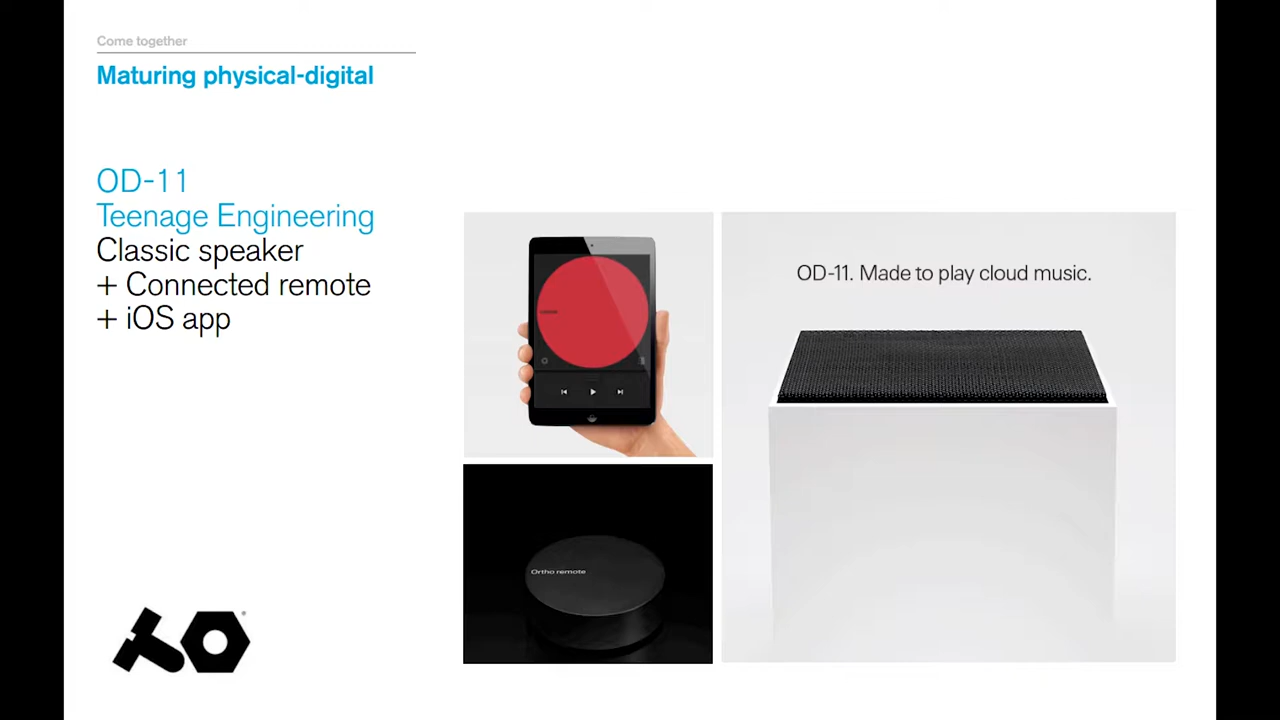 Come together
Maturing physical-digital
OD-11
Teenage Engineering
Classic speaker
+ Connected remote
+ iOS app
OD-11. Made to play cloud music.
Ortho remote